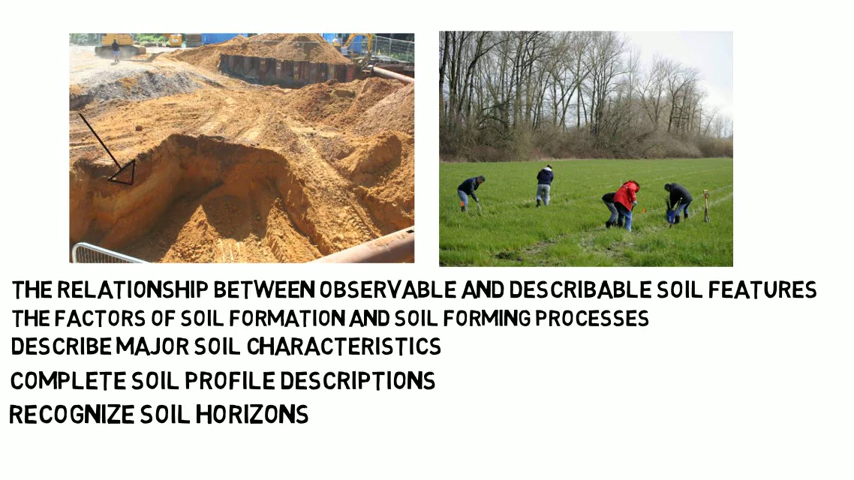 THE RELATIONSHIP BETWEEN OBSERVABLE AND DESCRIBABLE SOIL FEATURES
THE FACTORS OF SOIL FORMATION AND SOIL FORMING PROCESSES
DESCRIBE MAJOR SOIL CHARACTERISTICS
COMPLETE SOIL PROFILE DESCRIPTIONS
RECOGNIZE SOIL HORIZONS